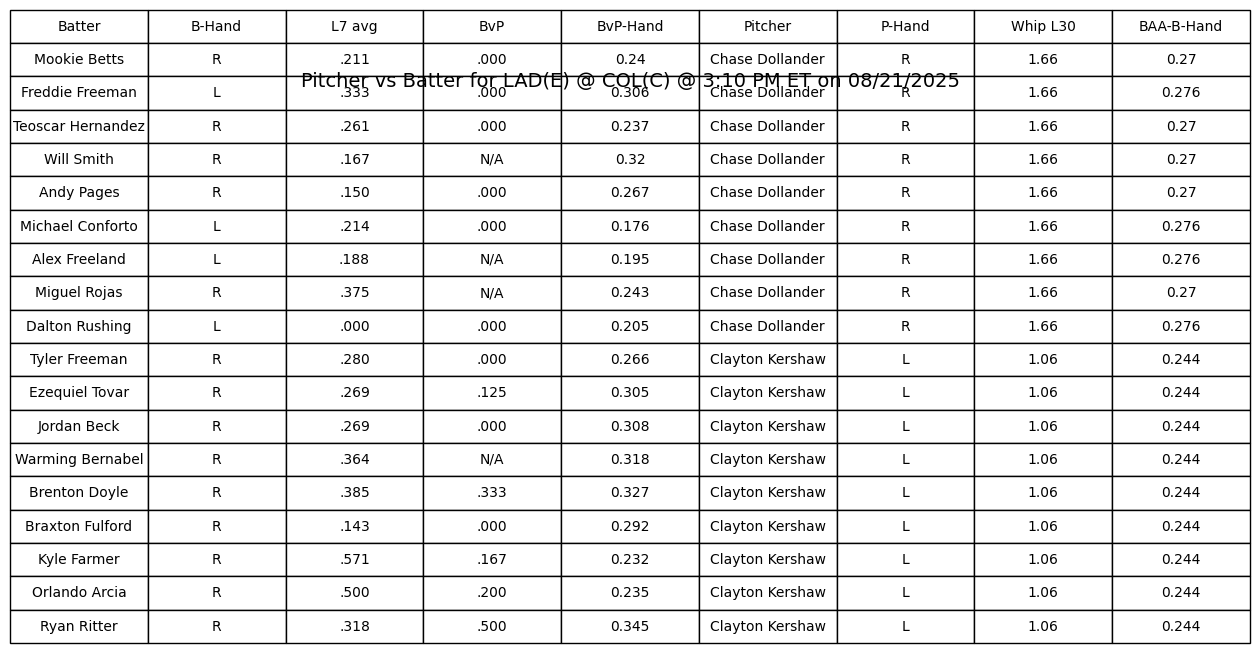 Batter B-Hand L7 avg BvP BvP-Hand Pitcher P-Hand Whip L30 BAA-B-Hand
Mookie Betts R .211 .000 0.24 Chase Dollander R 1.66 0.27
Pitcher vs Batter for LAD(E) @ COL(C) @ 3:10 PM ET on 08/21/2025
Freddie Freeman L .333 .000 0.306 Chase Dollander R 1.66 0.276
Teoscar Hernandez R .261 .000 0.237 Chase Dollander R 1.66 0.27
Will Smith R .167 N/A 0.32 Chase Dollander R 1.66 0.27
Andy Pages R .150 .000 0.267 Chase Dollander R 1.66 0.27
Michael Conforto L .214 .000 0.176 Chase Dollander R 1.66 0.276
Alex Freeland L .188 N/A 0.195 Chase Dollander R 1.66 0.276
Miguel Rojas R .375 N/A 0.243 Chase Dollander R 1.66 0.27
Dalton Rushing L .000 .000 0.205 Chase Dollander R 1.66 0.276
Tyler Freeman R .280 .000 0.266 Clayton Kershaw L 1.06 0.244
Ezequiel Tovar R .269 .125 0.305 Clayton Kershaw L 1.06 0.244
Jordan Beck R .269 .000 0.308 Clayton Kershaw L 1.06 0.244
Warming Bernabel R .364 N/A 0.318 Clayton Kershaw L 1.06 0.244
Brenton Doyle R .385 .333 0.327 Clayton Kershaw L 1.06 0.244
Braxton Fulford R .143 .000 0.292 Clayton Kershaw L 1.06 0.244
Kyle Farmer R .571 .167 0.232 Clayton Kershaw L 1.06 0.244
Orlando Arcia R .500 .200 0.235 Clayton Kershaw L 1.06 0.244
Ryan Ritter R .318 .500 0.345 Clayton Kershaw L 1.06 0.244